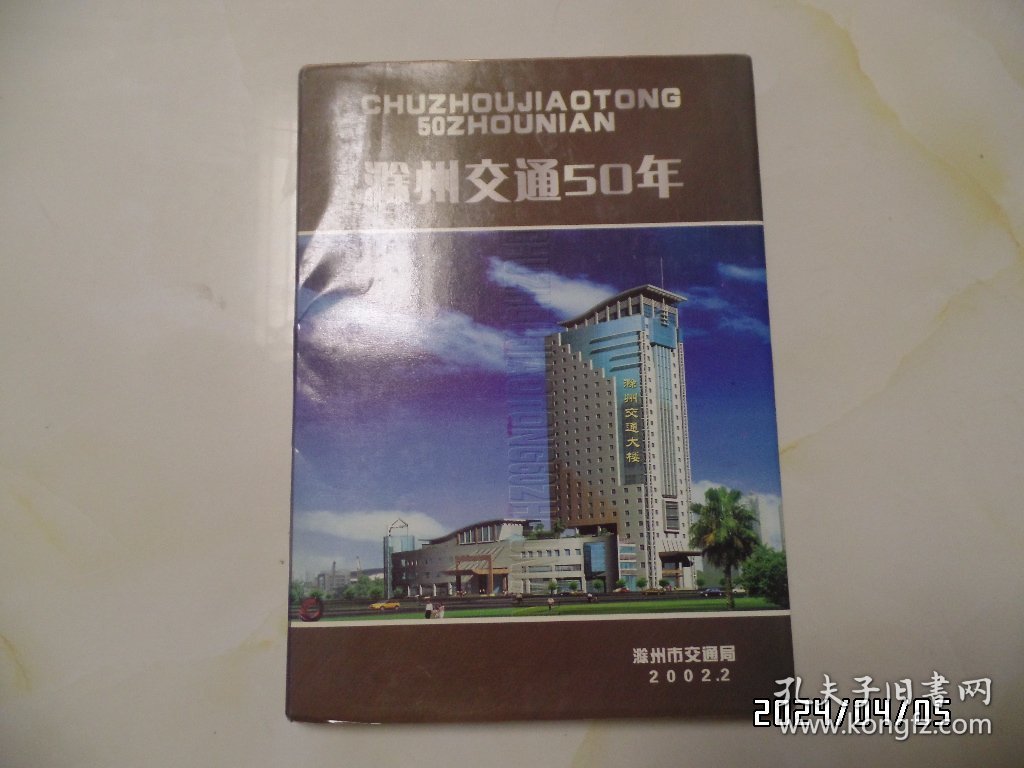 CHUZHOUJIAOTONG
50ZHOUNIAN
滁州交通50年
滁州交通大楼
滁州市交通局
2002.2
孔夫子旧書网
2024/04/05
www.kongfz.com